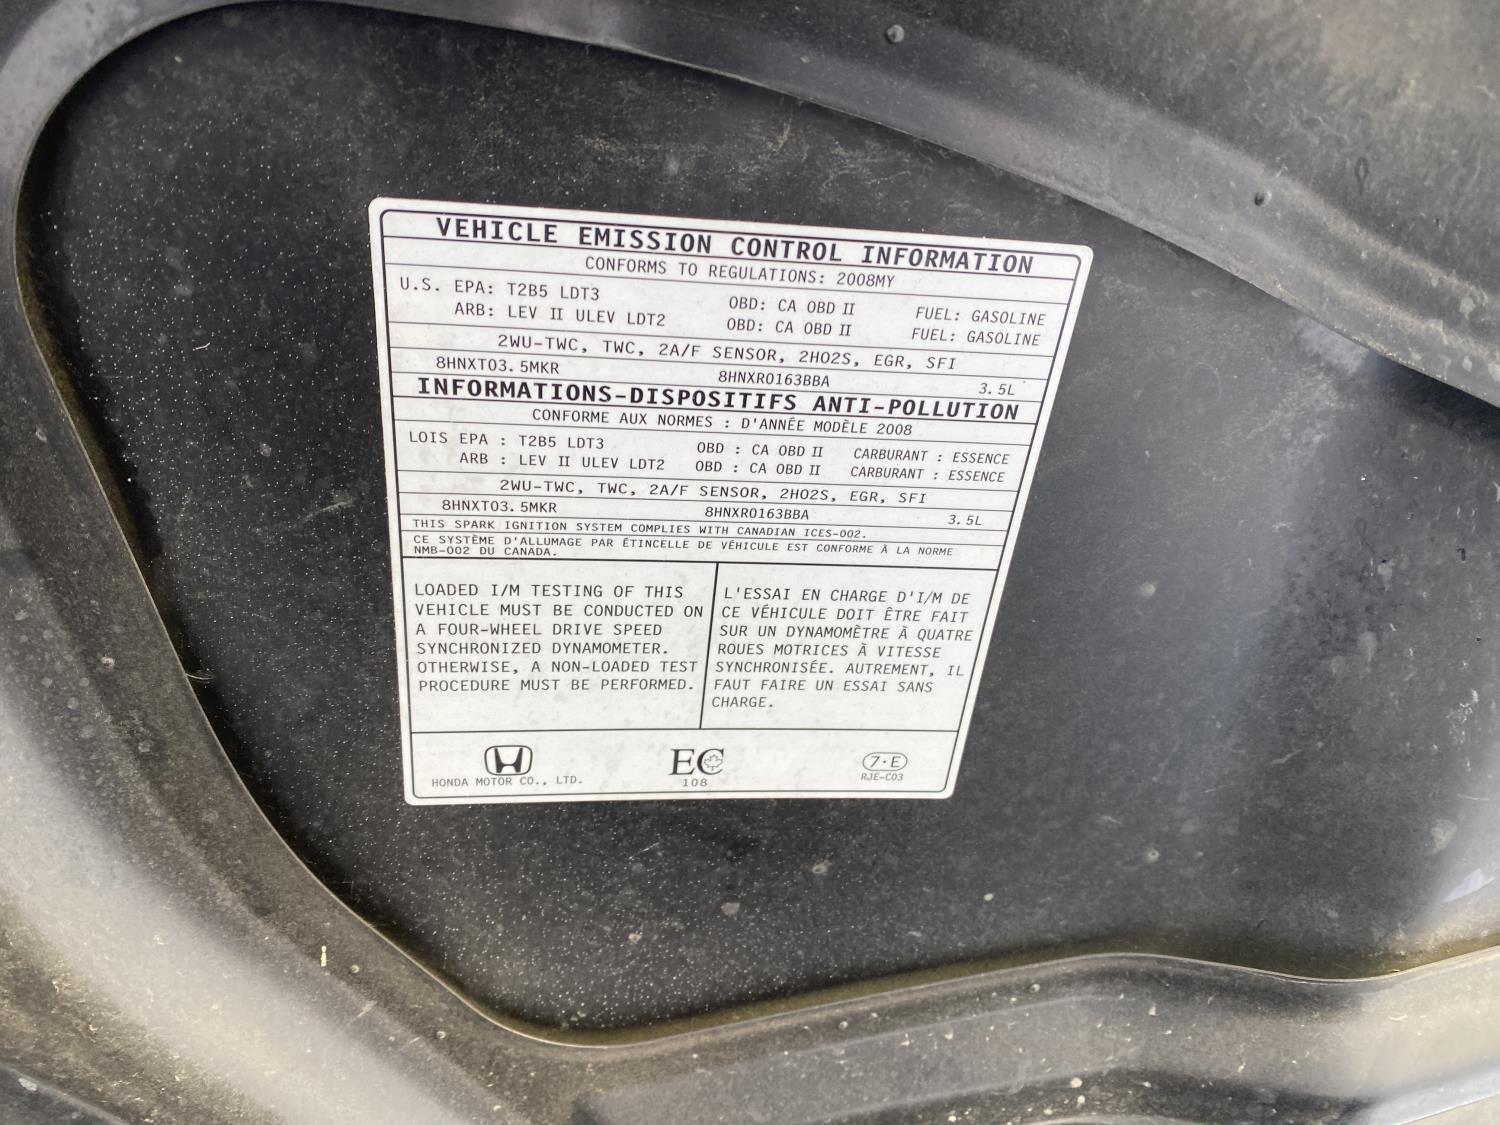 VEHICLE EMISSION CONTROL INFORMATION
CONFORMS TO REGULATIONS: 2008MY
U.S. EPA: T2B5 LDT3 OBD: CA OBD II FUEL: GASOLINE
ARB: LEV II ULEV LDT2 OBD: CA OBD II FUEL: GASOLINE
2WU-TWC, TWC, 2A/F SENSOR, 2HO2S, EGR, SFI
8HNXT03.5MKR 8HNXR0163BBA 3.5L
INFORMATIONS-DISPOSITIFS ANTI-POLLUTION
CONFORME AUX NORMES : D'ANNÉE MODÈLE 2008
LOIS EPA : T2B5 LDT3 OBD : CA OBD II CARBURANT : ESSENCE
ARB : LEV II ULEV LDT2 OBD : CA OBD II CARBURANT : ESSENCE
2WU-TWC, TWC, 2A/F SENSOR, 2HO2S, EGR, SFI
8HNXT03.5MKR 8HNXR0163BBA 3.5L
THIS SPARK IGNITION SYSTEM COMPLIES WITH CANADIAN ICES-002.
CE SYSTÈME D'ALLUMAGE PAR ÉTINCELLE DE VÉHICULE EST CONFORME À LA NORME
NMB-002 DU CANADA.
LOADED I/M TESTING OF THIS
VEHICLE MUST BE CONDUCTED ON
A FOUR-WHEEL DRIVE SPEED
SYNCHRONIZED DYNAMOMETER.
OTHERWISE, A NON-LOADED TEST
PROCEDURE MUST BE PERFORMED.
L'ESSAI EN CHARGE D'I/M DE
CE VÉHICULE DOIT ÊTRE FAIT
SUR UN DYNAMOMÈTRE À QUATRE
ROUES MOTRICES À VITESSE
SYNCHRONISÉE. AUTREMENT, IL
FAUT FAIRE UN ESSAI SANS
CHARGE.
HONDA MOTOR CO., LTD.
EC
108
7·E
RJE-C03